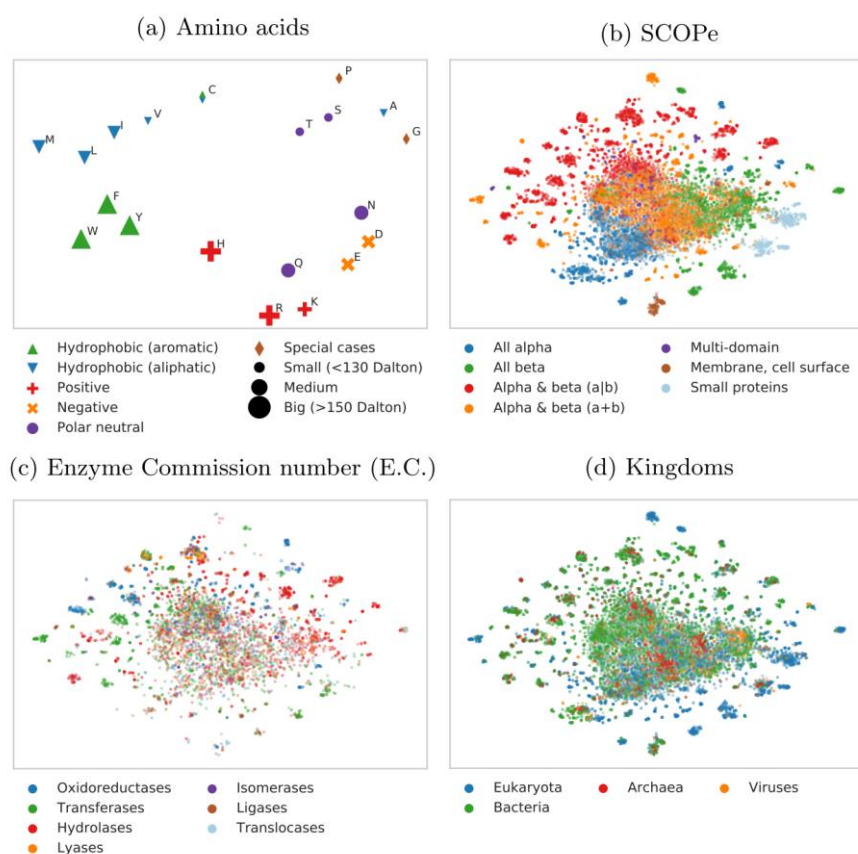 (a) Amino acids
(b) SCOPe
P
C
S
A
V
T
I
G
M
L
F
N
Y
W
D
H
E
Q
K
R
Hydrophobic (aromatic)
Hydrophobic (aliphatic)
Positive
Negative
Polar neutral
Special cases
Small (<130 Dalton)
Medium
Big (>150 Dalton)
All alpha
All beta
Alpha & beta (a|b)
Alpha & beta (a+b)
Multi-domain
Membrane, cell surface
Small proteins
(c) Enzyme Commission number (E.C.)
(d) Kingdoms
Oxidoreductases
Transferases
Hydrolases
Lyases
Isomerases
Ligases
Translocases
Eukaryota
Bacteria
Archaea
Viruses